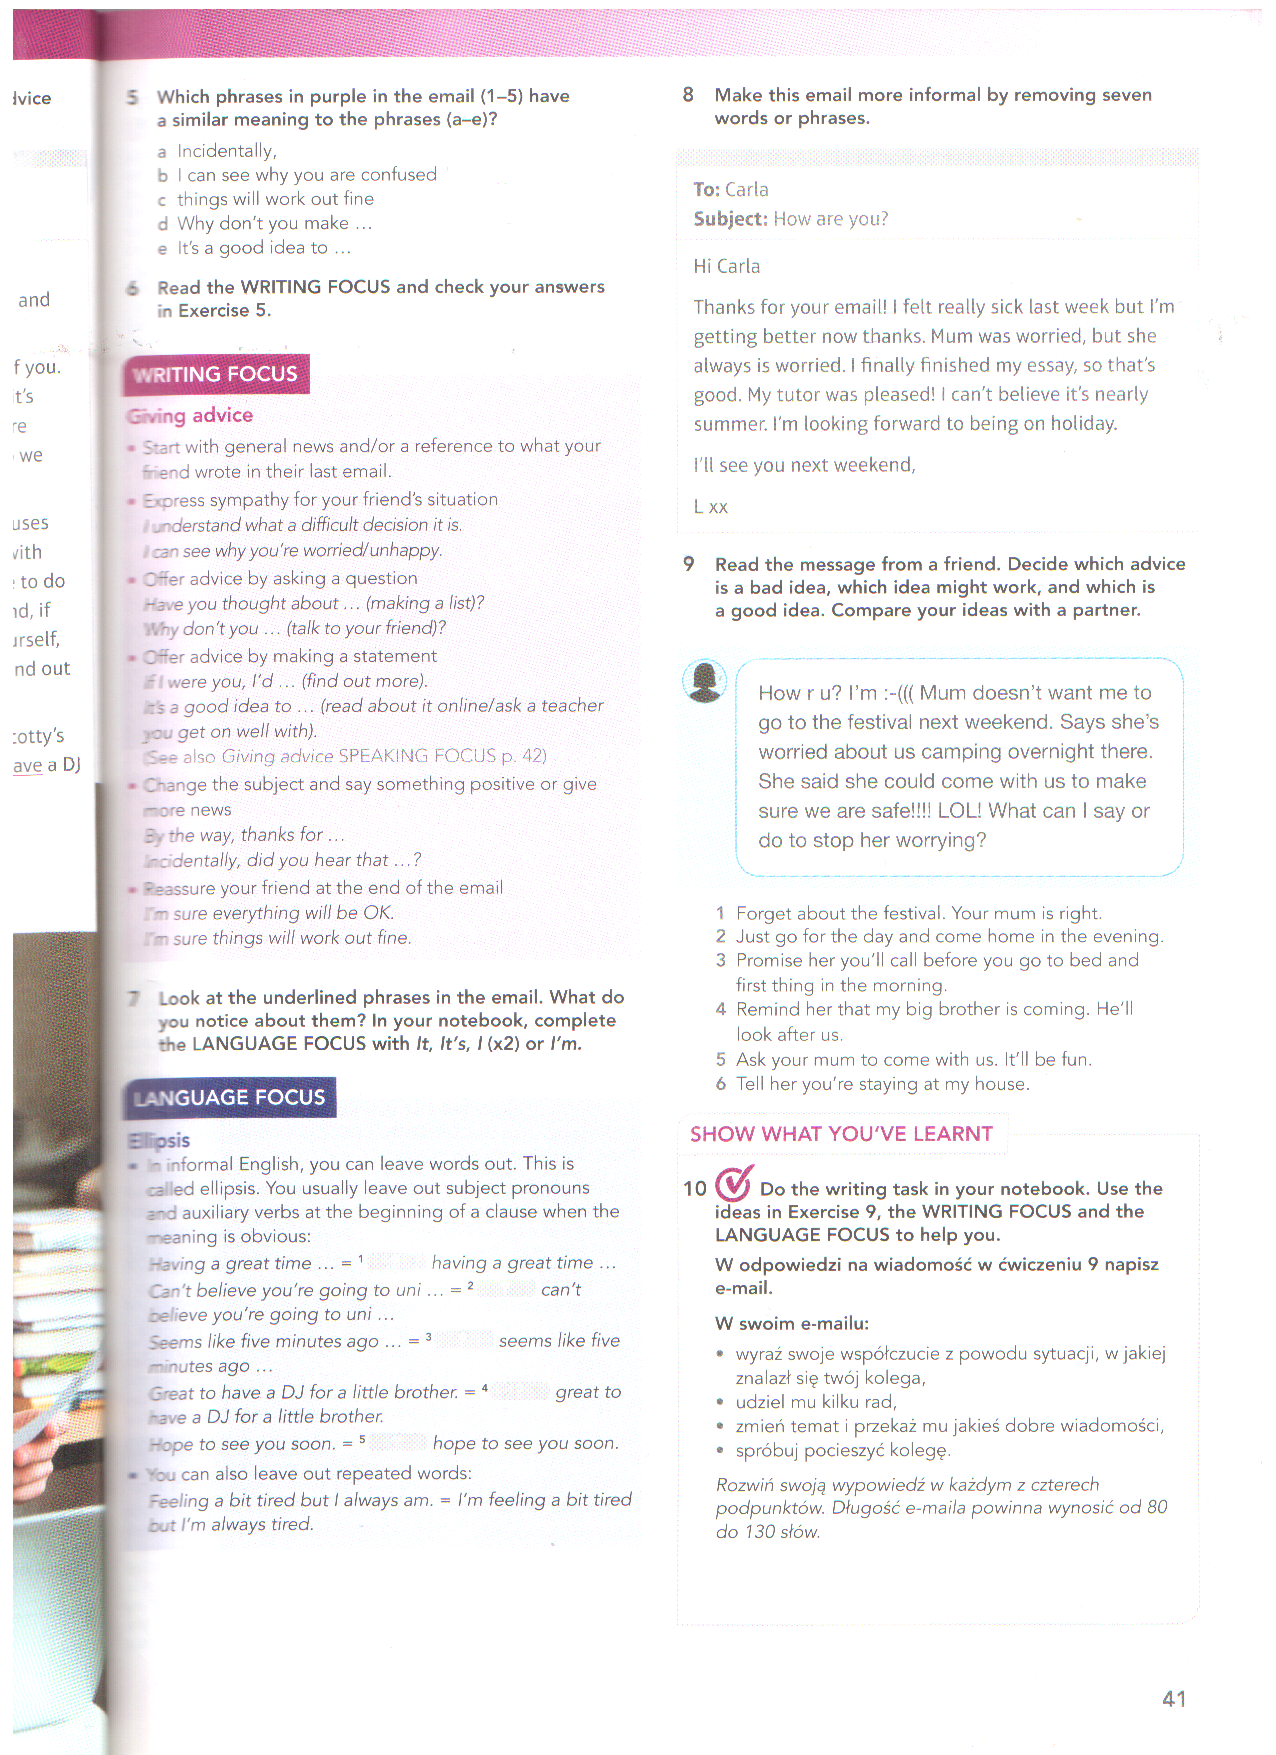 lvice
and
f you.
t's
re
we
uses
with
to do
nd, if
urself,
nd out
cotty's
ave a DJ
5 Which phrases in purple in the email (1–5) have
a similar meaning to the phrases (a–e)?
a Incidentally,
b I can see why you are confused
c things will work out fine
d Why don't you make ...
e It's a good idea to ...
6 Read the WRITING FOCUS and check your answers
in Exercise 5.
WRITING FOCUS
Giving advice
• Start with general news and/or a reference to what your
friend wrote in their last email.
• Express sympathy for your friend's situation
I understand what a difficult decision it is.
I can see why you're worried/unhappy.
• Offer advice by asking a question
Have you thought about ... (making a list)?
Why don't you ... (talk to your friend)?
• Offer advice by making a statement
If I were you, I'd ... (find out more).
It's a good idea to ... (read about it online/ask a teacher
you get on well with).
(See also Giving advice SPEAKING FOCUS p. 42)
• Change the subject and say something positive or give
more news
By the way, thanks for ...
Incidentally, did you hear that ...?
• Reassure your friend at the end of the email
I'm sure everything will be OK.
I'm sure things will work out fine.
7 Look at the underlined phrases in the email. What do
you notice about them? In your notebook, complete
the LANGUAGE FOCUS with It, It's, I (x2) or I'm.
LANGUAGE FOCUS
Ellipsis
• In informal English, you can leave words out. This is
called ellipsis. You usually leave out subject pronouns
and auxiliary verbs at the beginning of a clause when the
meaning is obvious:
Having a great time ... = 1 having a great time ...
Can't believe you're going to uni ... = 2 can't
believe you're going to uni ...
Seems like five minutes ago ... = 3 seems like five
minutes ago ...
Great to have a DJ for a little brother. = 4 great to
have a DJ for a little brother.
Hope to see you soon. = 5 hope to see you soon.
• You can also leave out repeated words:
Feeling a bit tired but I always am. = I'm feeling a bit tired
but I'm always tired.
8 Make this email more informal by removing seven
words or phrases.
To: Carla
Subject: How are you?
Hi Carla
Thanks for your email! I felt really sick last week but I'm
getting better now thanks. Mum was worried, but she
always is worried. I finally finished my essay, so that's
good. My tutor was pleased! I can't believe it's nearly
summer. I'm looking forward to being on holiday.
I'll see you next weekend,
L xx
9 Read the message from a friend. Decide which advice
is a bad idea, which idea might work, and which is
a good idea. Compare your ideas with a partner.
How r u? I'm :-((( Mum doesn't want me to
go to the festival next weekend. Says she's
worried about us camping overnight there.
She said she could come with us to make
sure we are safe!!!! LOL! What can I say or
do to stop her worrying?
1 Forget about the festival. Your mum is right.
2 Just go for the day and come home in the evening.
3 Promise her you'll call before you go to bed and
first thing in the morning.
4 Remind her that my big brother is coming. He'll
look after us.
5 Ask your mum to come with us. It'll be fun.
6 Tell her you're staying at my house.
SHOW WHAT YOU'VE LEARNT
10 Do the writing task in your notebook. Use the
ideas in Exercise 9, the WRITING FOCUS and the
LANGUAGE FOCUS to help you.
W odpowiedzi na wiadomość w ćwiczeniu 9 napisz
e-mail.
W swoim e-mailu:
• wyraź swoje współczucie z powodu sytuacji, w jakiej
znalazł się twój kolega,
• udziel mu kilku rad,
• zmień temat i przekaż mu jakieś dobre wiadomości,
• spróbuj pocieszyć kolegę.
Rozwiń swoją wypowiedź w każdym z czterech
podpunktów. Długość e-maila powinna wynosić od 80
do 130 słów.
41